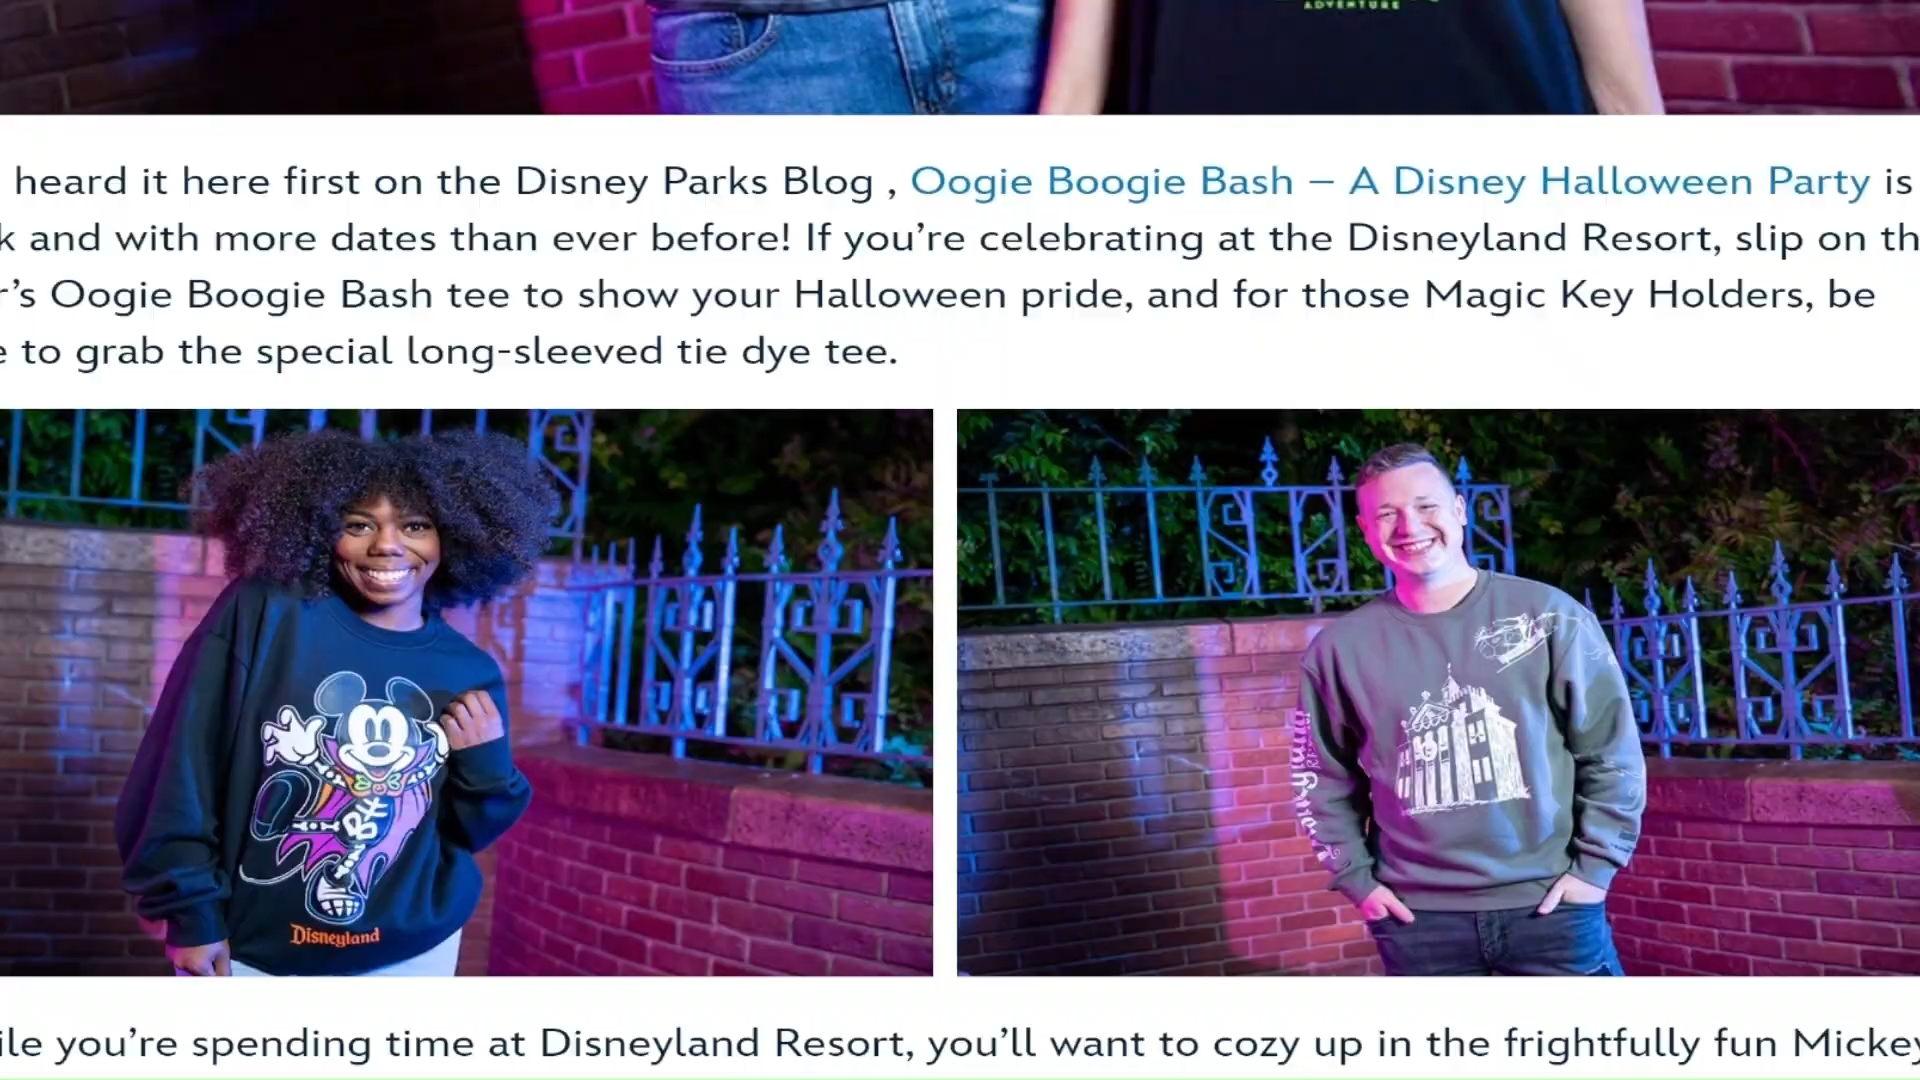 ADVENTURE
heard it here first on the Disney Parks Blog , Oogie Boogie Bash – A Disney Halloween Party is
k and with more dates than ever before! If you’re celebrating at the Disneyland Resort, slip on th
r’s Oogie Boogie Bash tee to show your Halloween pride, and for those Magic Key Holders, be
e to grab the special long-sleeved tie dye tee.
Disneyland
ile you’re spending time at Disneyland Resort, you’ll want to cozy up in the frightfully fun Mickey